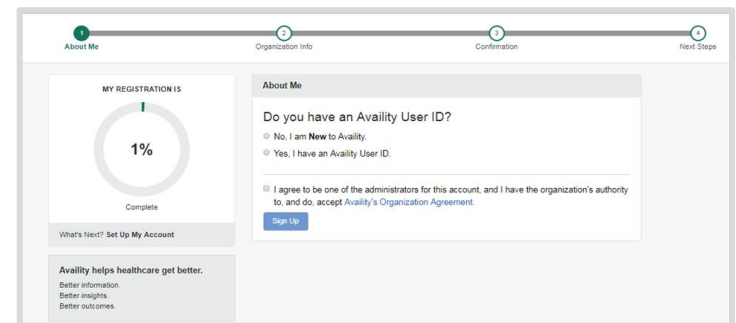 1
2
3
4
About Me
Organization Info
Confirmation
Next Steps
MY REGISTRATION IS
1%
Complete
What's Next? Set Up My Account
Availity helps healthcare get better.
Better information.
Better insights.
Better outcomes.
About Me
Do you have an Availity User ID?
No, I am New to Availity.
Yes, I have an Availity User ID.
I agree to be one of the administrators for this account, and I have the organization's authority
to, and do, accept Availity's Organization Agreement.
Sign Up